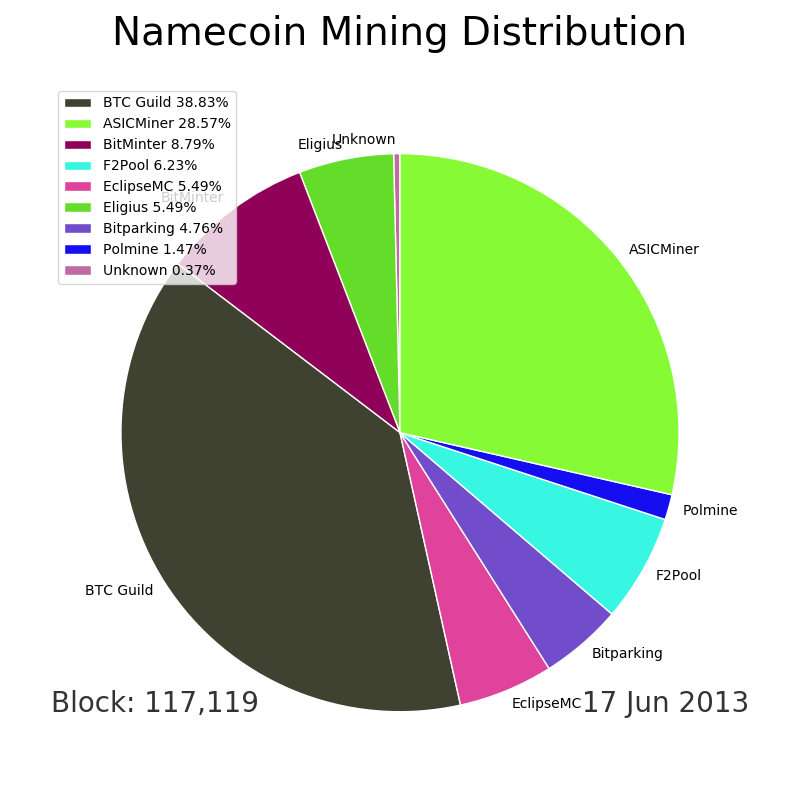 Namecoin Mining Distribution
BTC Guild 38.83%
ASICMiner 28.57%
BitMinter 8.79%
F2Pool 6.23%
EclipseMC 5.49%
Eligius 5.49%
Bitparking 4.76%
Polmine 1.47%
Unknown 0.37%
Unknown
Eligius
BitMinter
ASICMiner
Polmine
F2Pool
BTC Guild
Bitparking
EclipseMC
Block: 117,119
17 Jun 2013